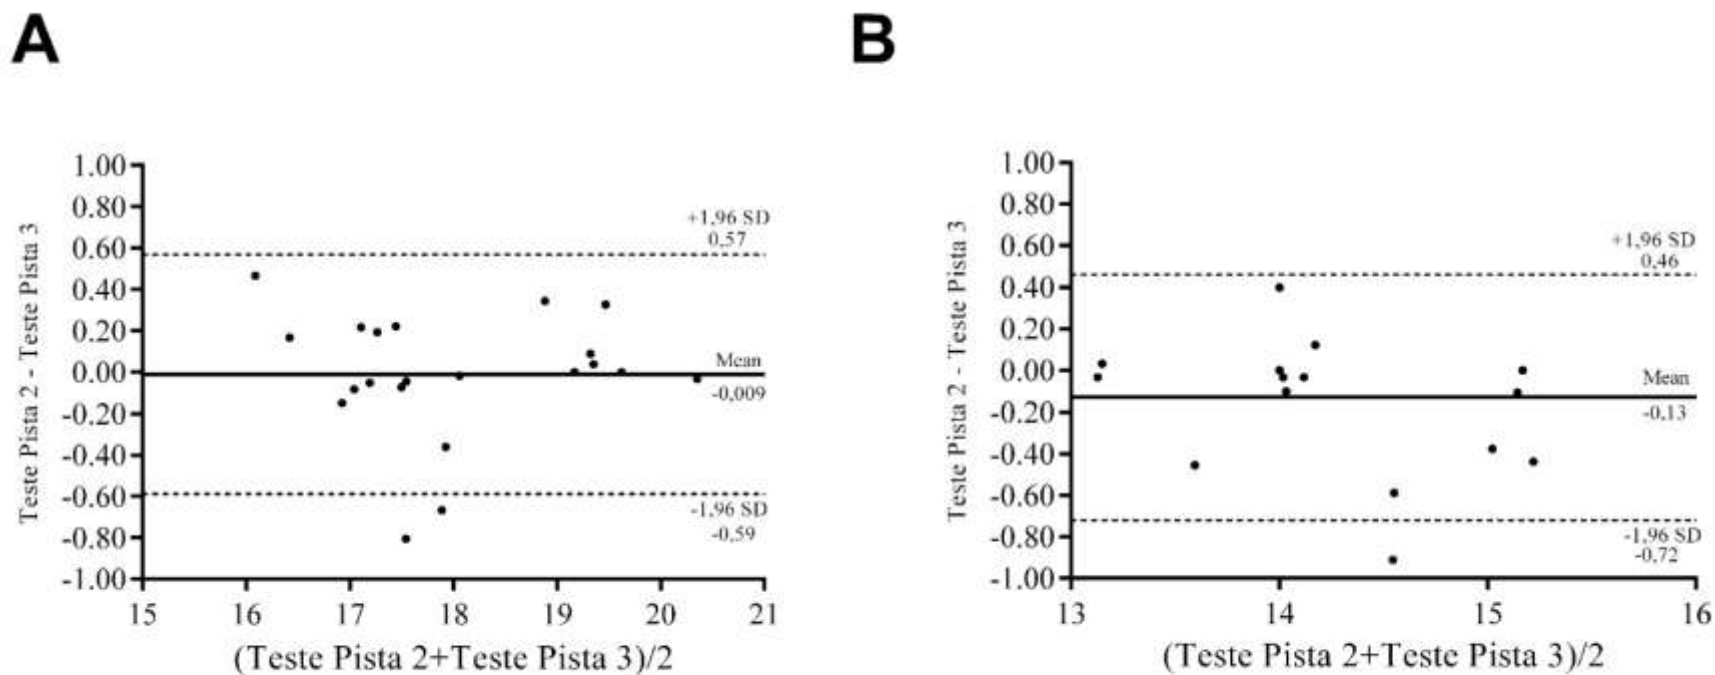 A
B
1.00
0.80
0.60
0.40
0.20
0.00
-0.20
-0.40
-0.60
-0.80
-1.00
Teste Pista 2 - Teste Pista 3
+1,96 SD
0,57
Mean
-0,009
-1,96 SD
-0,59
15 16 17 18 19 20 21
(Teste Pista 2+Teste Pista 3)/2
1.00
0.80
0.60
0.40
0.20
0.00
-0.20
-0.40
-0.60
-0.80
-1.00
Teste Pista 2 - Teste Pista 3
+1,96 SD
0,46
Mean
-0,13
-1,96 SD
-0,72
13 14 15 16
(Teste Pista 2+Teste Pista 3)/2